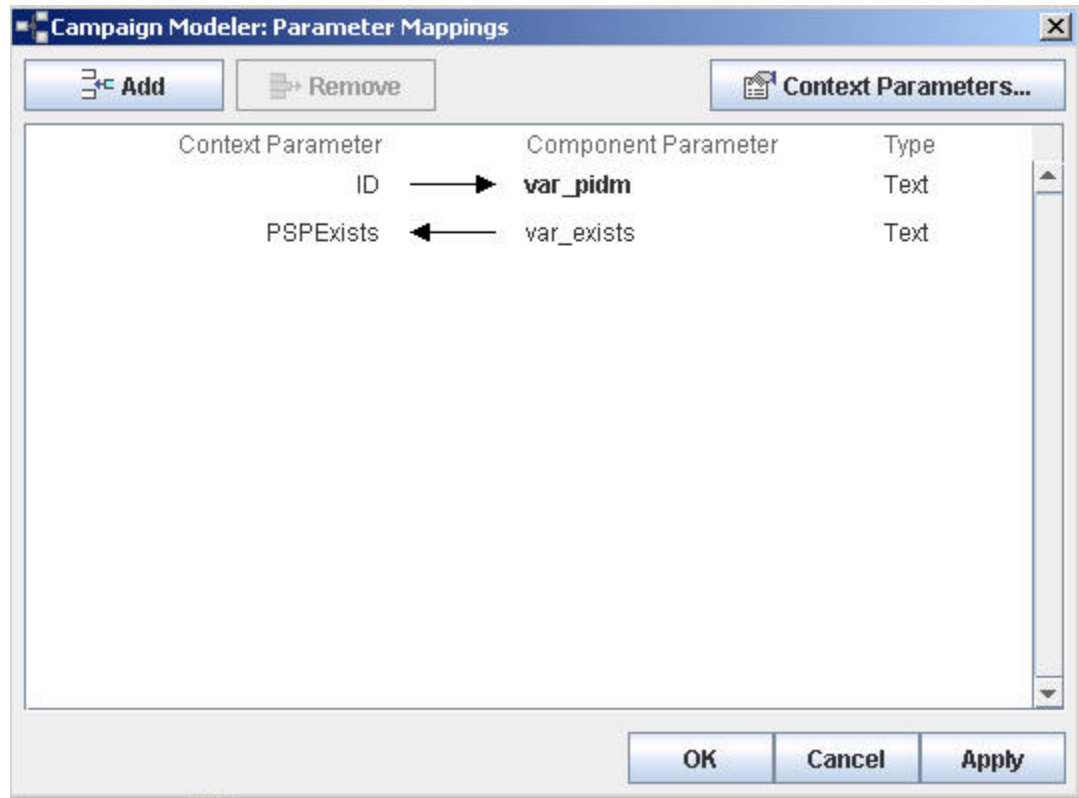 Campaign Modeler: Parameter Mappings
Add Remove Context Parameters...
Context Parameter Component Parameter Type
ID var_pidm Text
PSPExists var_exists Text
OK Cancel Apply